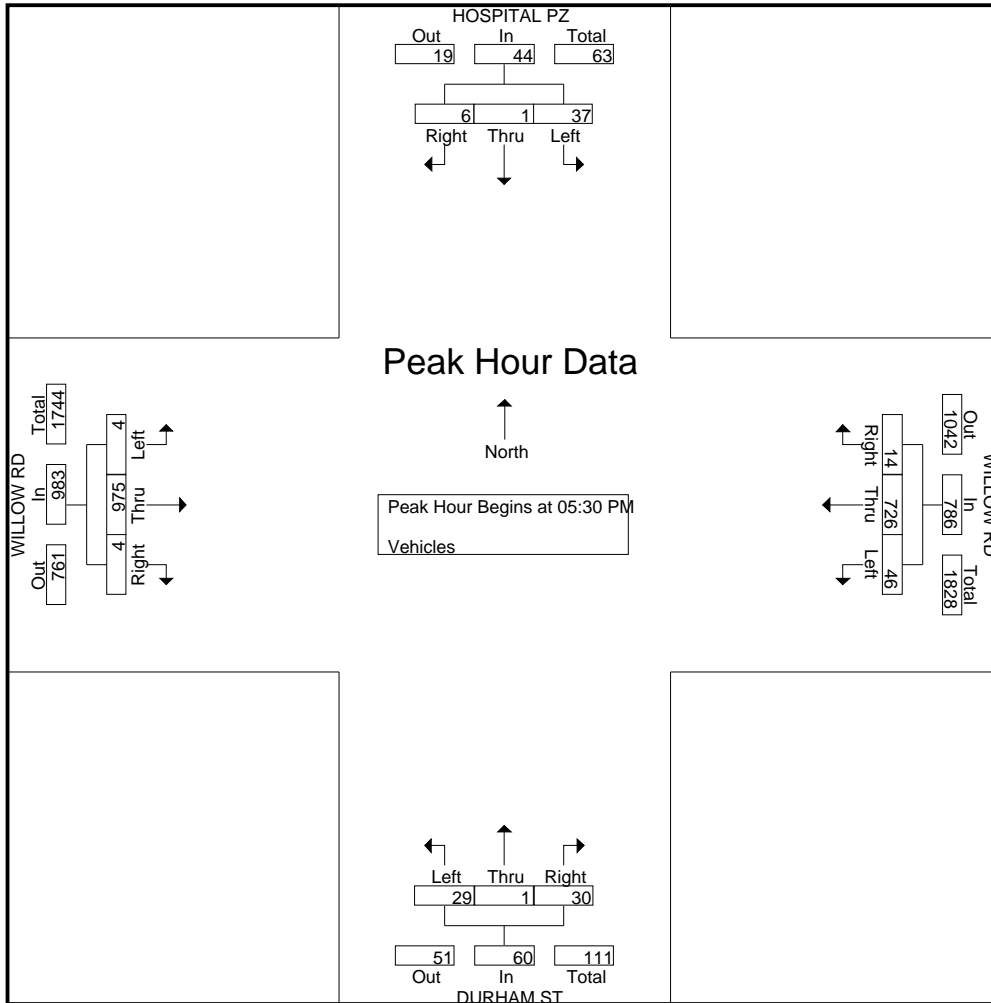 HOSPITAL PZ
Out In Total
19 44 63
6 1 37
Right Thru Left
Peak Hour Data
North
Peak Hour Begins at 05:30 PM
Vehicles
WILLOW RD
Out In Total
761 983 1744
4 975 4
Right Thru Left
WILLOW RD
Out In Total
1042 786 1828
14 726 46
Right Thru Left
Left Thru Right
29 1 30
51 60 111
Out In Total
DURHAM ST